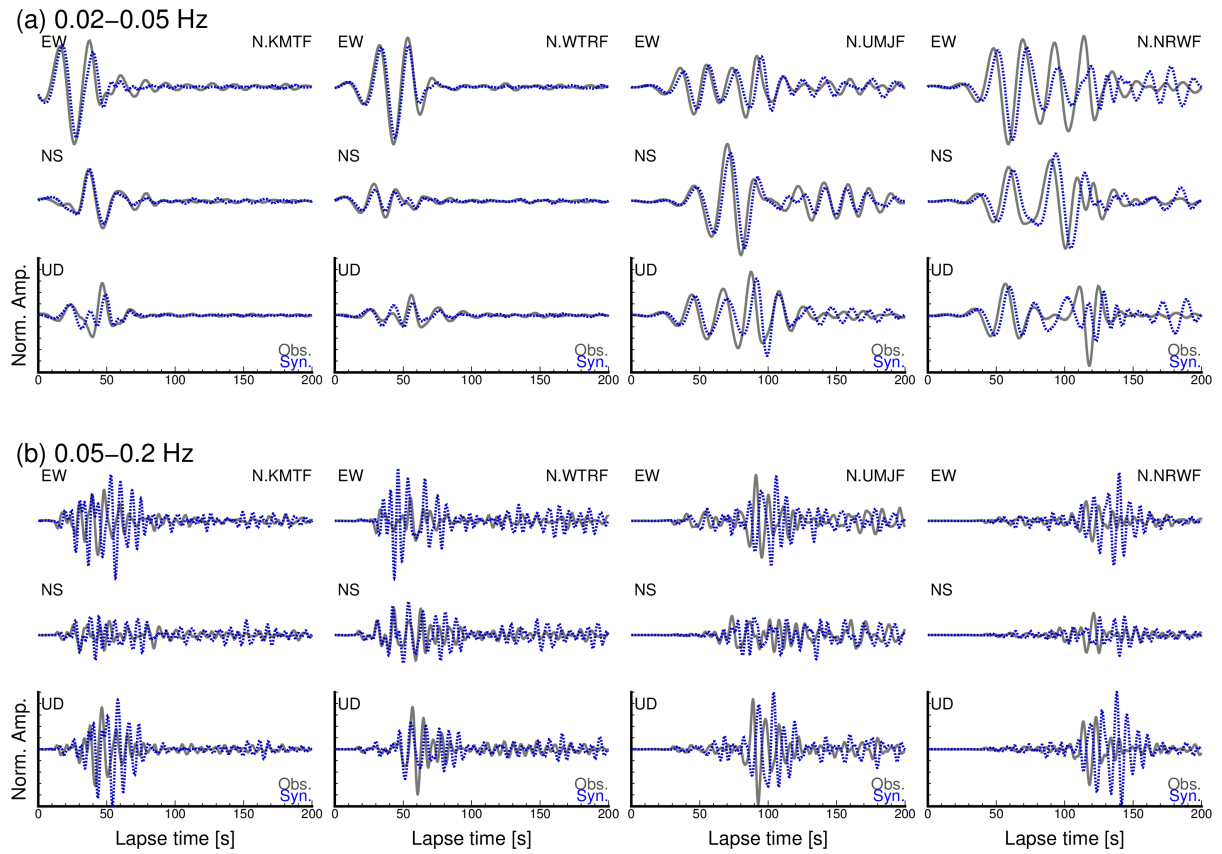 (a) 0.02−0.05 Hz
EW N.KMTF EW N.WTRF EW N.UMJF EW N.NRWF
NS NS NS NS
UD UD UD UD
Norm. Amp.
Obs. Obs. Obs. Obs.
Syn. Syn. Syn. Syn.
0 50 100 150 200 0 50 100 150 200 0 50 100 150 200 0 50 100 150 200
(b) 0.05−0.2 Hz
EW N.KMTF EW N.WTRF EW N.UMJF EW N.NRWF
NS NS NS NS
UD UD UD UD
Norm. Amp.
Obs. Obs. Obs. Obs.
Syn. Syn. Syn. Syn.
0 50 100 150 200 0 50 100 150 200 0 50 100 150 200 0 50 100 150 200
Lapse time [s] Lapse time [s] Lapse time [s] Lapse time [s]